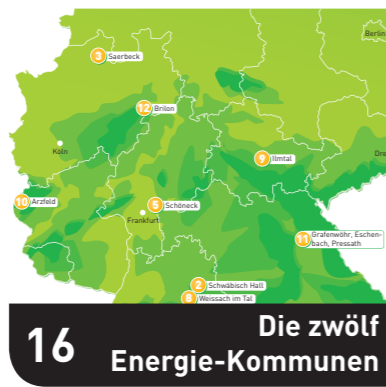 Berlin
3 Saerbeck
12 Brilon
Köln
9 Ilmtal
Dre
10 Arzfeld
5 Schöneck
Frankfurt
11 Grafenwöhr, Eschen-
bach, Pressath
2 Schwäbisch Hall
8 Weissach im Tal
16
Die zwölf
Energie-Kommunen